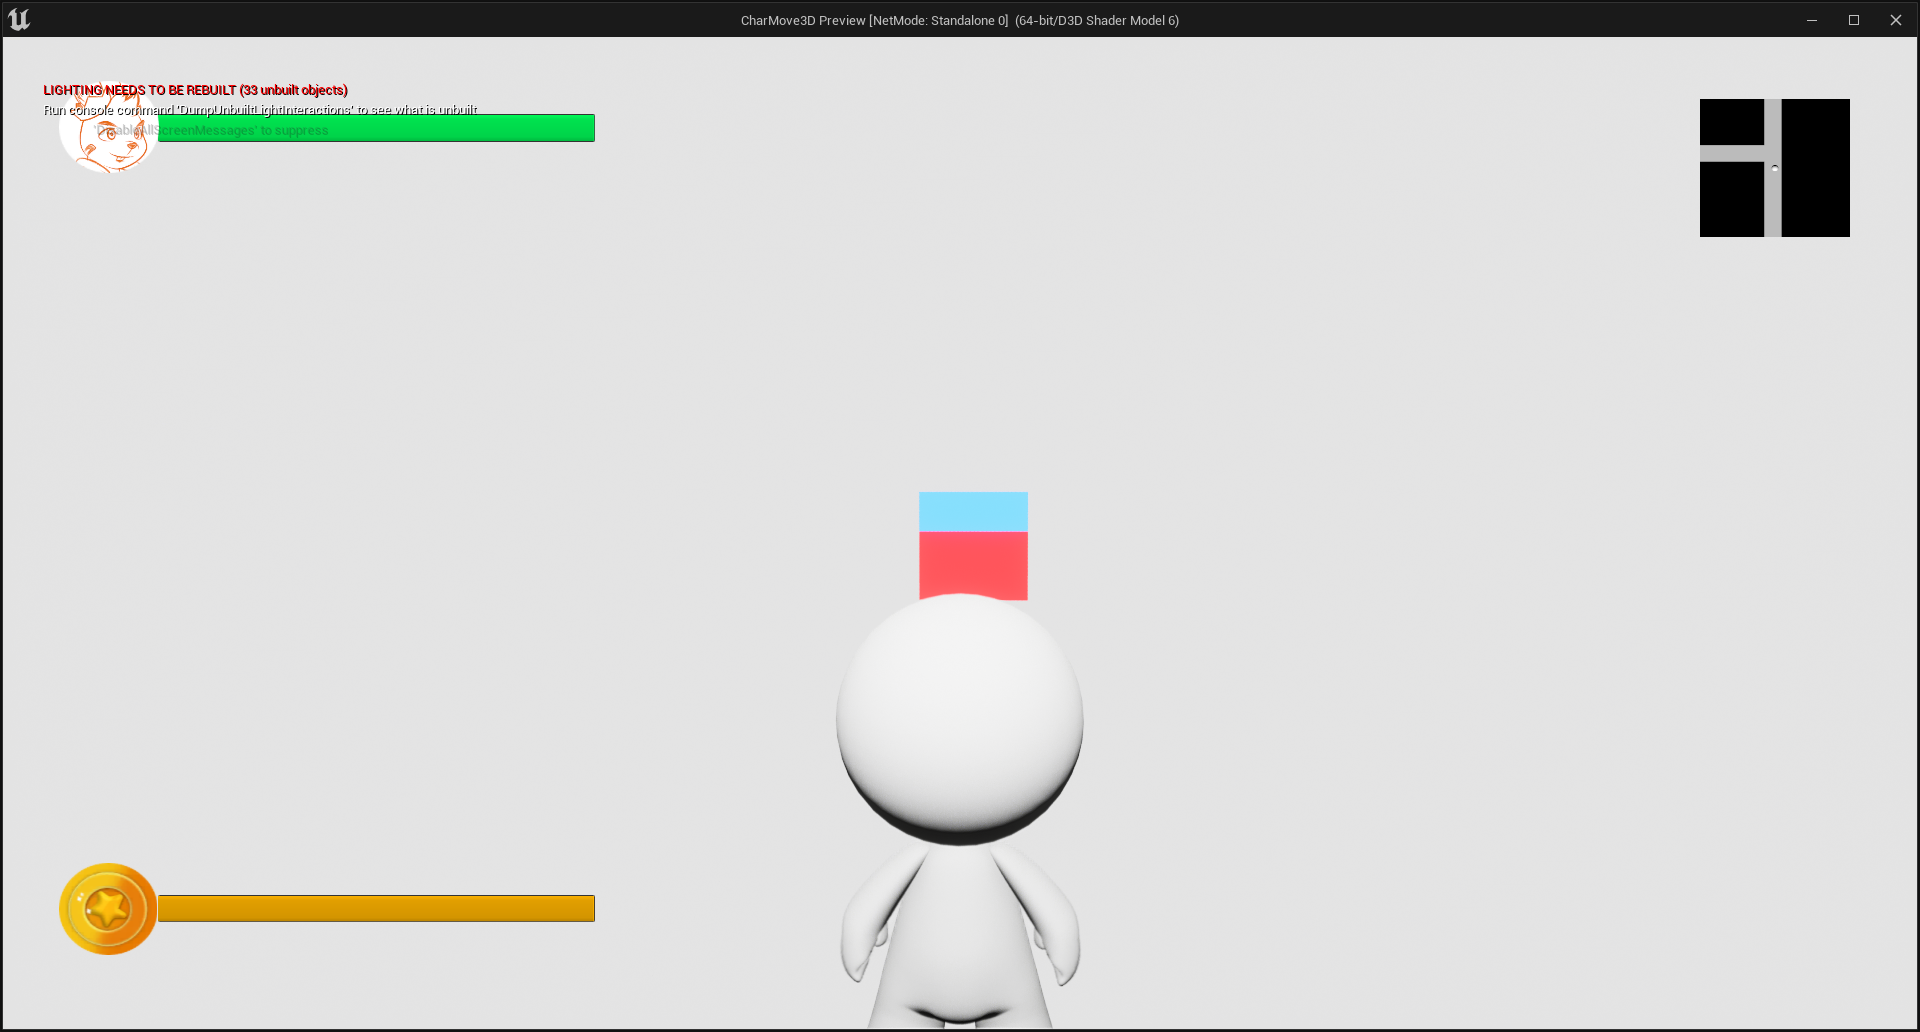 CharMove3D Preview [NetMode: Standalone 0]  (64-bit/D3D Shader Model 6)
LIGHTING NEEDS TO BE REBUILT (33 unbuilt objects)
Run console command 'DumpUnbuiltLightInteractions' to see what is unbuilt
'DisableAllScreenMessages' to suppress